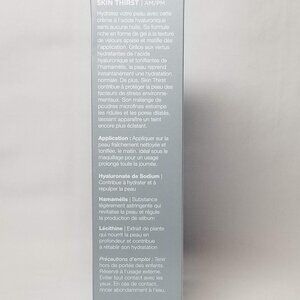 SKIN THIRST | AM/PM
Hydratez votre peau avec cette
crème à l'acide hyaluronique
sans aucune huile. Sa formule
riche en forme de gel à la texture
de velours apaise et matifie dès
l'application. Grâce aux vertus
hydratantes de l'acide
hyaluronique et tonifiantes de
l'hamamélis, la peau reprend
instantanément une hydratation
normale. De plus, Skin Thirst
contribue à protéger la peau des
facteurs de stress environne-
mentaux. Son mélange de
poudres microfines estompe
les ridules et les pores dilatés,
laissant apparaître un teint
encore plus éclatant.
Application : Appliquer sur la
peau fraîchement nettoyée et
tonifiée, le matin. Idéal sous le
maquillage pour un usage
prolongé toute la journée.
Hyaluronate de Sodium |
Contribue à hydrater et à
repulper la peau
Hamamélis | Substance
légèrement astringente qui
revitalise la peau et régule
la production de sébum
Lécithine | Extrait de plante
qui nourrit la peau en
profondeur et contribue
à rétablir son hydratation
Précautions d'emploi : Tenir
hors de portée des enfants.
Réservé à l'usage externe.
Éviter tout contact avec les
yeux. En cas de contact,
rincer abondamment à l'eau.